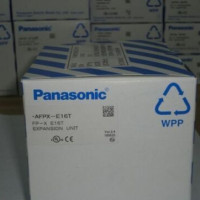 Panasonic
AFPX-E16T
FP-X E16T
EXPANSION UNIT
WPP